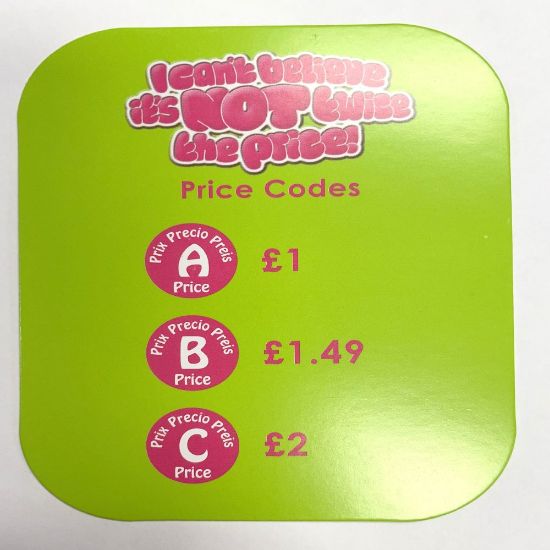 I can't believe
it's NOT twice
the price!
Price Codes
Prix Precio Preis
A
Price
£1
Prix Precio Preis
B
Price
£1.49
Prix Precio Preis
C
Price
£2